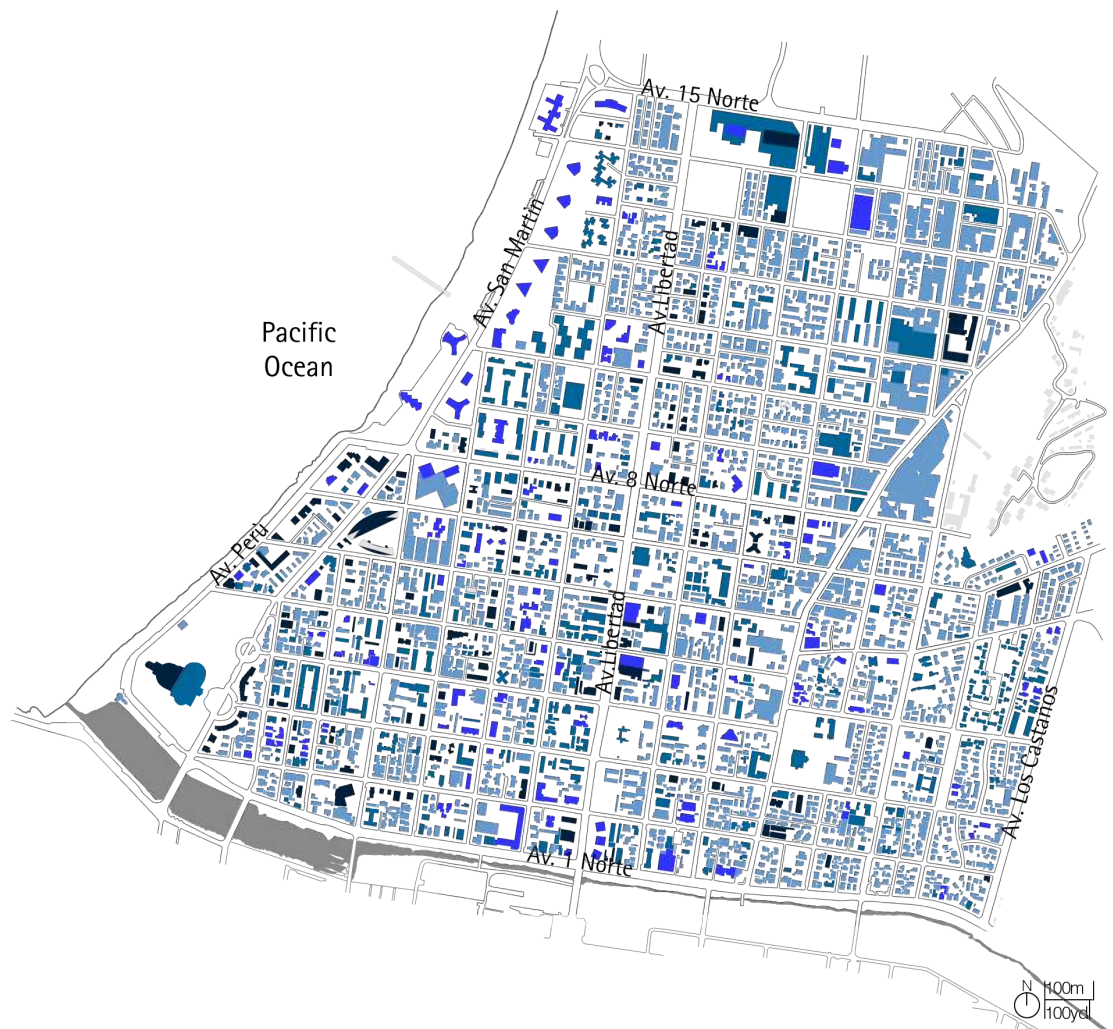 Av. 15 Norte
Av. San Martín
Av.Libertad
Pacific
Ocean
Av. 8 Norte
Av. Perú
Av.Libertad
Av. Los Castaños
Av. 1 Norte
N
100m
100yd